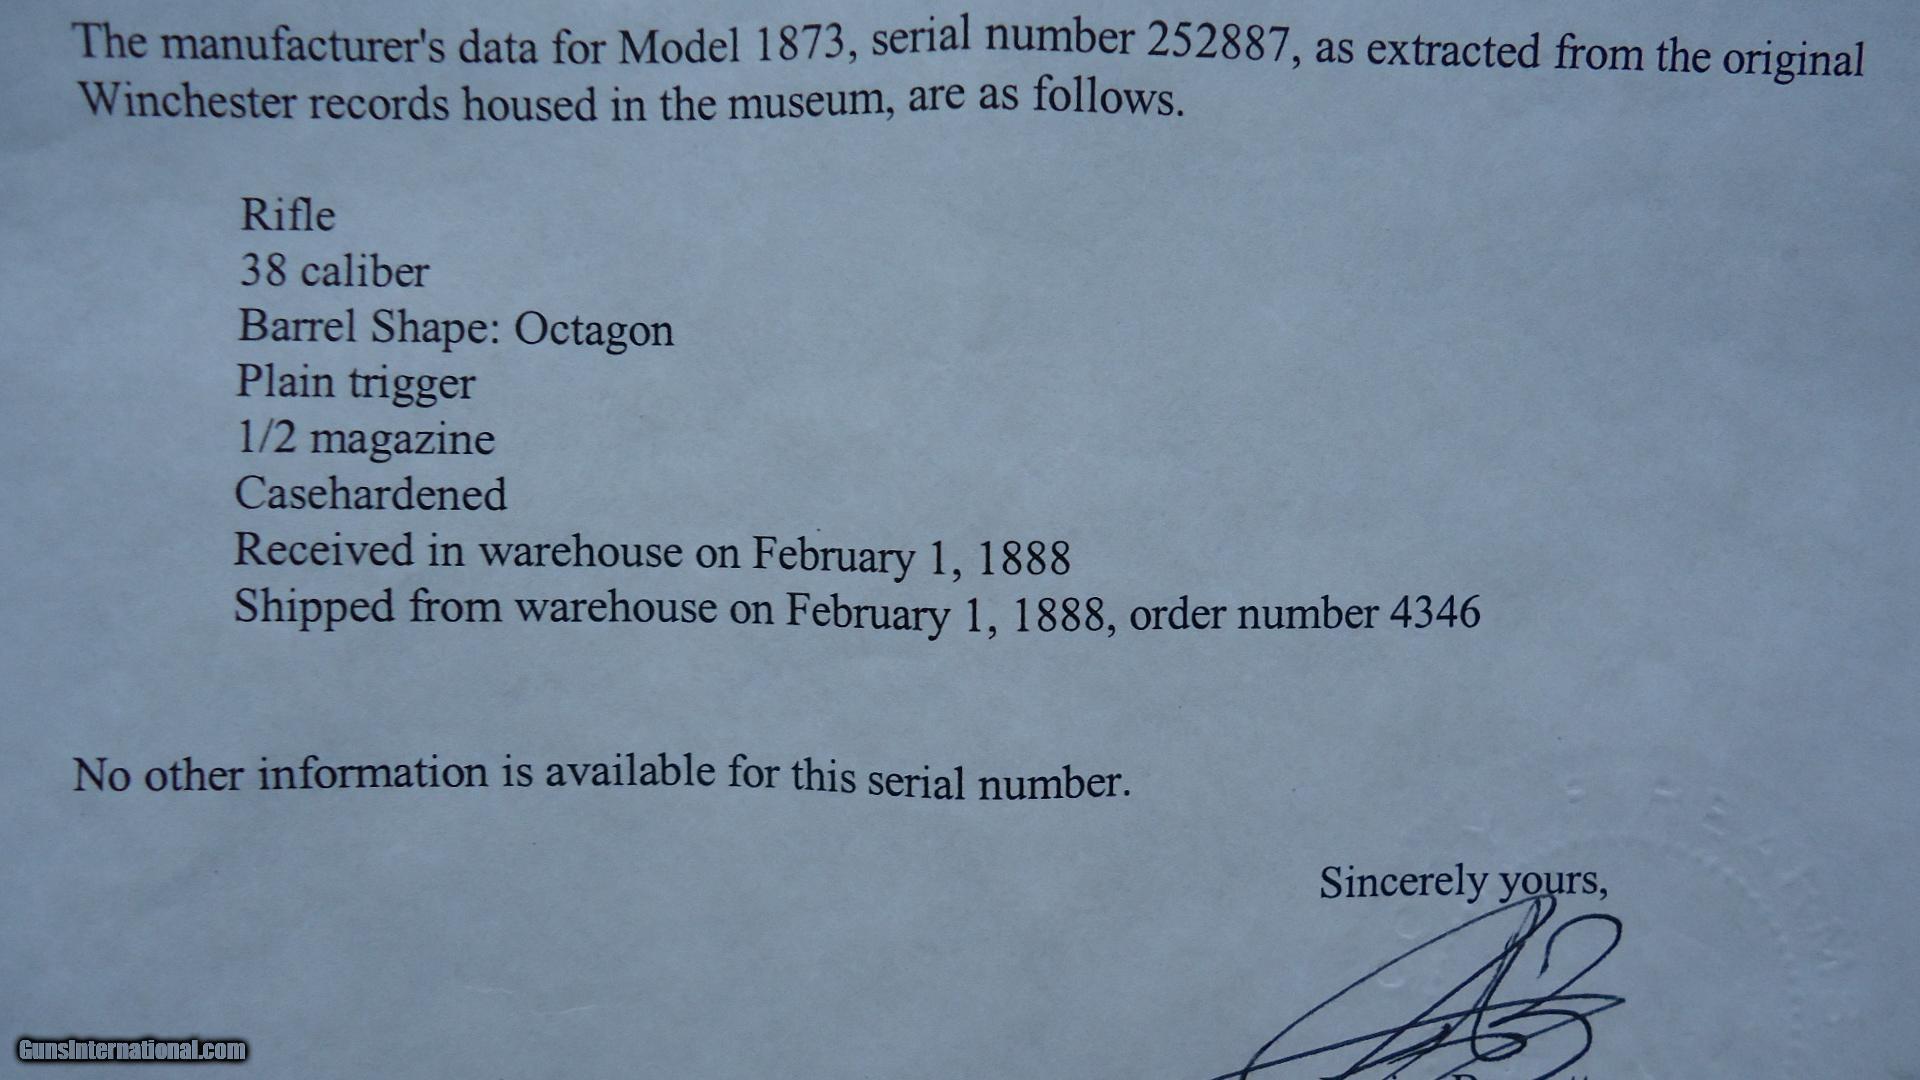 The manufacturer's data for Model 1873, serial number 252887, as extracted from the original
Winchester records housed in the museum, are as follows.
Rifle
38 caliber
Barrel Shape: Octagon
Plain trigger
1/2 magazine
Casehardened
Received in warehouse on February 1, 1888
Shipped from warehouse on February 1, 1888, order number 4346
No other information is available for this serial number.
Sincerely yours,
GunsInternational.com